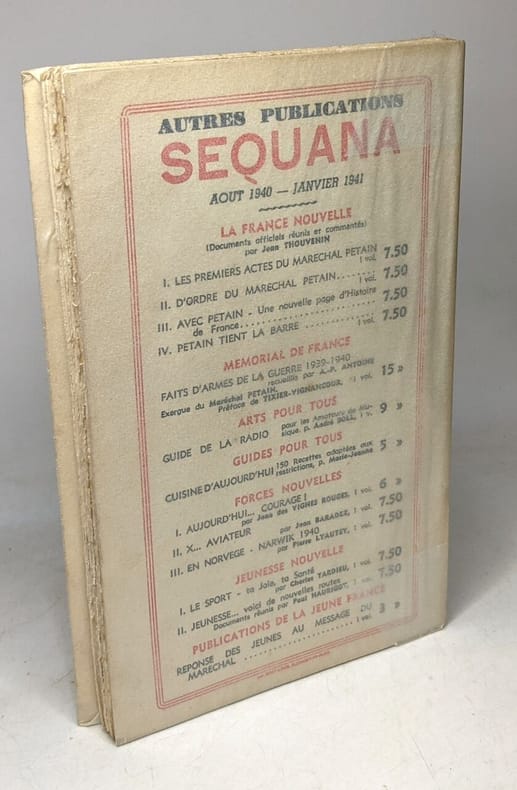 AUTRES PUBLICATIONS
SEQUANA
AOUT 1940 — JANVIER 1941
LA FRANCE NOUVELLE
(Documents officiels réunis et commentés)
par Jean THOUVENIN
I. LES PREMIERS ACTES DU MARECHAL PETAIN 1 vol. 7.50
II. D'ORDRE DU MARECHAL PETAIN....... 1 vol. 7.50
III. AVEC PETAIN - Une nouvelle page d'Histoire
de France........................ 1 vol. 7.50
IV. PETAIN TIENT LA BARRE ............ 1 vol. 7.50
MEMORIAL DE FRANCE
FAITS D'ARMES DE LA GUERRE 1939-1940
recueillis par A.-P. ANTOINE
Exergue du Maréchal PETAIN.
Préface de TIXIER-VIGNANCOUR, 1 vol. 15 »
ARTS POUR TOUS
GUIDE DE LA RADIO pour les Amateurs de Mu-
sique, p. André BOLL, 1 v. 9 »
GUIDES POUR TOUS
CUISINE D'AUJOURD'HUI 150 Recettes adaptées aux
restrictions, p. Marie-Jeanne 5 »
FORCES NOUVELLES
I. AUJOURD'HUI... COURAGE !
par Jean des VIGNES ROUGES, 1 vol. 6 »
II. X... AVIATEUR par Jean BARADEZ, 1 vol. 7.50
III. EN NORVEGE - NARWIK 1940
par Pierre LYAUTEY, 1 vol. 7.50
JEUNESSE NOUVELLE
I. LE SPORT - ta Joie, ta Santé
par Charles TARDIEU, 1 vol. 7.50
II. JEUNESSE... voici de nouvelles routes
Documents réunis par Paul HAURIGOT, 1 vol. 7.50
PUBLICATIONS DE LA JEUNE FRANCE
REPONSE DES JEUNES AU MESSAGE DU
MARECHAL ...................... 1 vol. 3 »